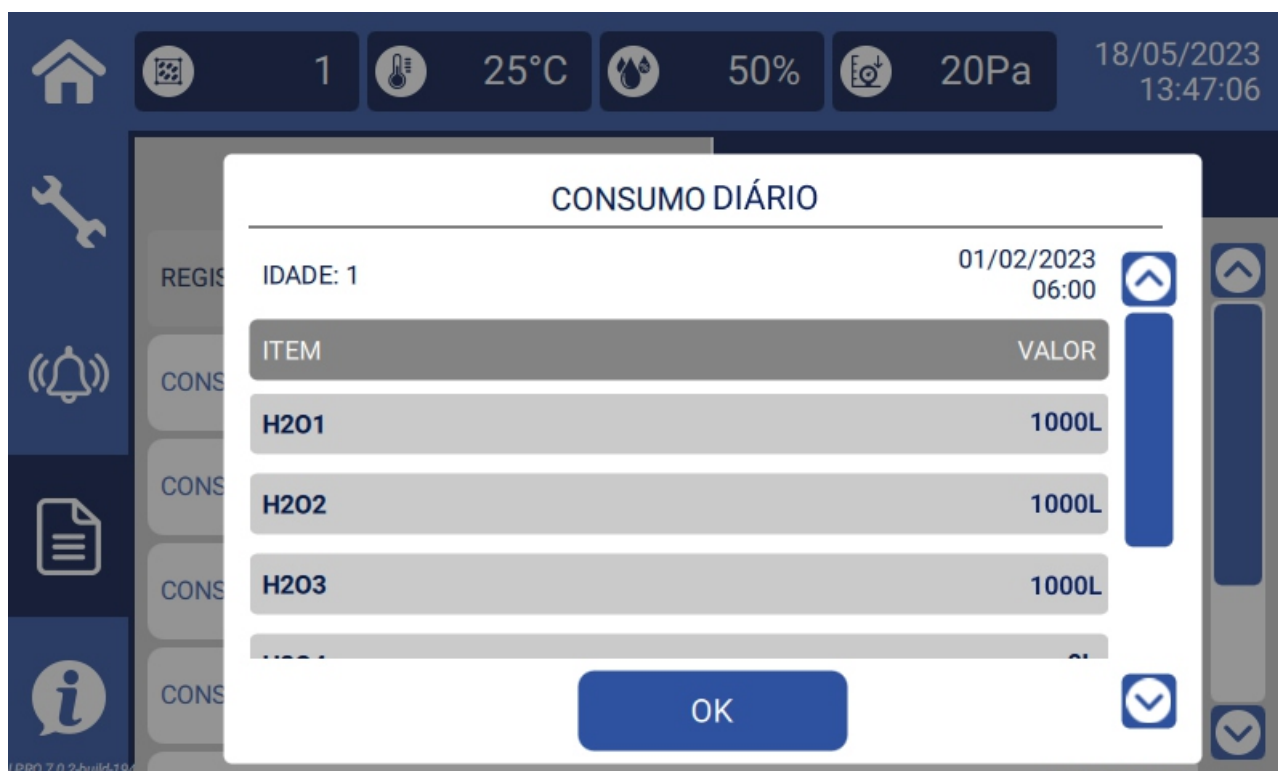 1
25°C
50%
20Pa
18/05/2023
13:47:06
CONSUMO DIÁRIO
IDADE: 1
01/02/2023
06:00
ITEM VALOR
H2O1 1000L
H2O2 1000L
H2O3 1000L
REGIS
CONS
CONS
CONS
CONS
OK